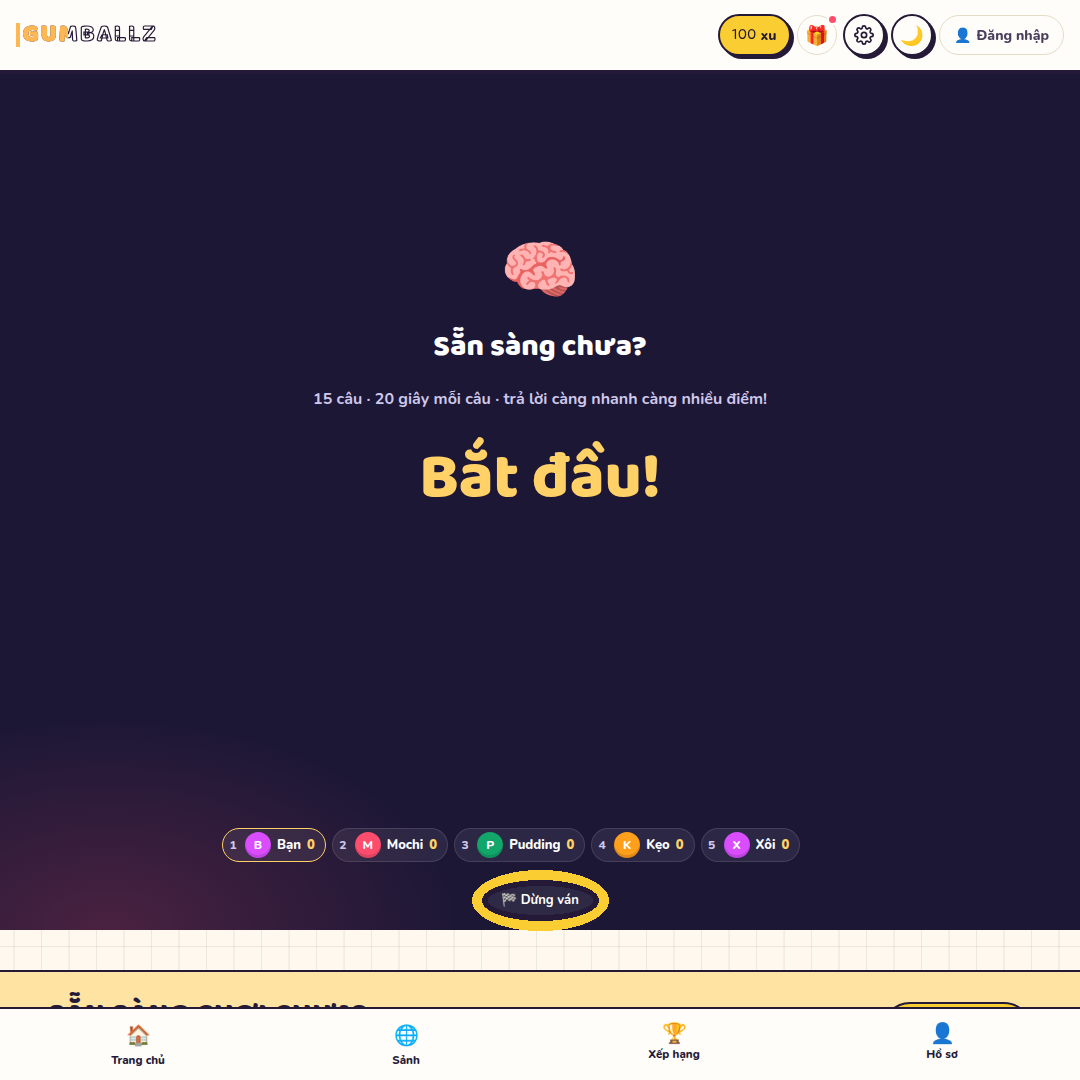 GUMBALLZ
100 xu
Đăng nhập
Sẵn sàng chưa?
15 câu · 20 giây mỗi câu · trả lời càng nhanh càng nhiều điểm!
Bắt đầu!
1 B Bạn 0
2 M Mochi 0
3 P Pudding 0
4 K Kẹo 0
5 X Xôi 0
Dừng ván
Trang chủ
Sảnh
Xếp hạng
Hồ sơ